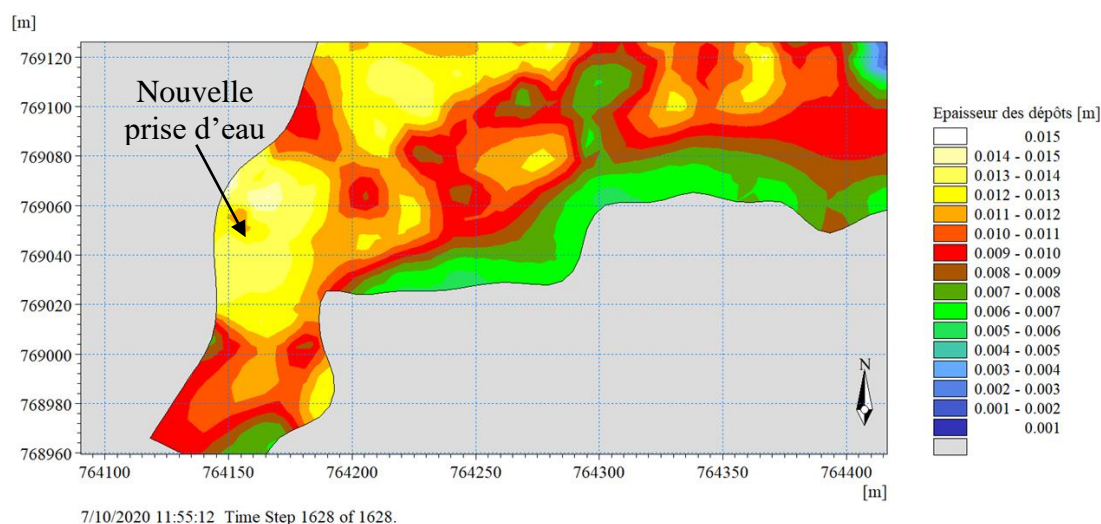 [m]
769120
769100
769080
769060
769040
769020
769000
768980
768960
Nouvelle
prise d'eau
N
764100 764150 764200 764250 764300 764350 764400
[m]
7/10/2020 11:55:12 Time Step 1628 of 1628.
Epaisseur des dépôts [m]
0.015
0.014 - 0.015
0.013 - 0.014
0.012 - 0.013
0.011 - 0.012
0.010 - 0.011
0.009 - 0.010
0.008 - 0.009
0.007 - 0.008
0.006 - 0.007
0.005 - 0.006
0.004 - 0.005
0.003 - 0.004
0.002 - 0.003
0.001 - 0.002
0.001